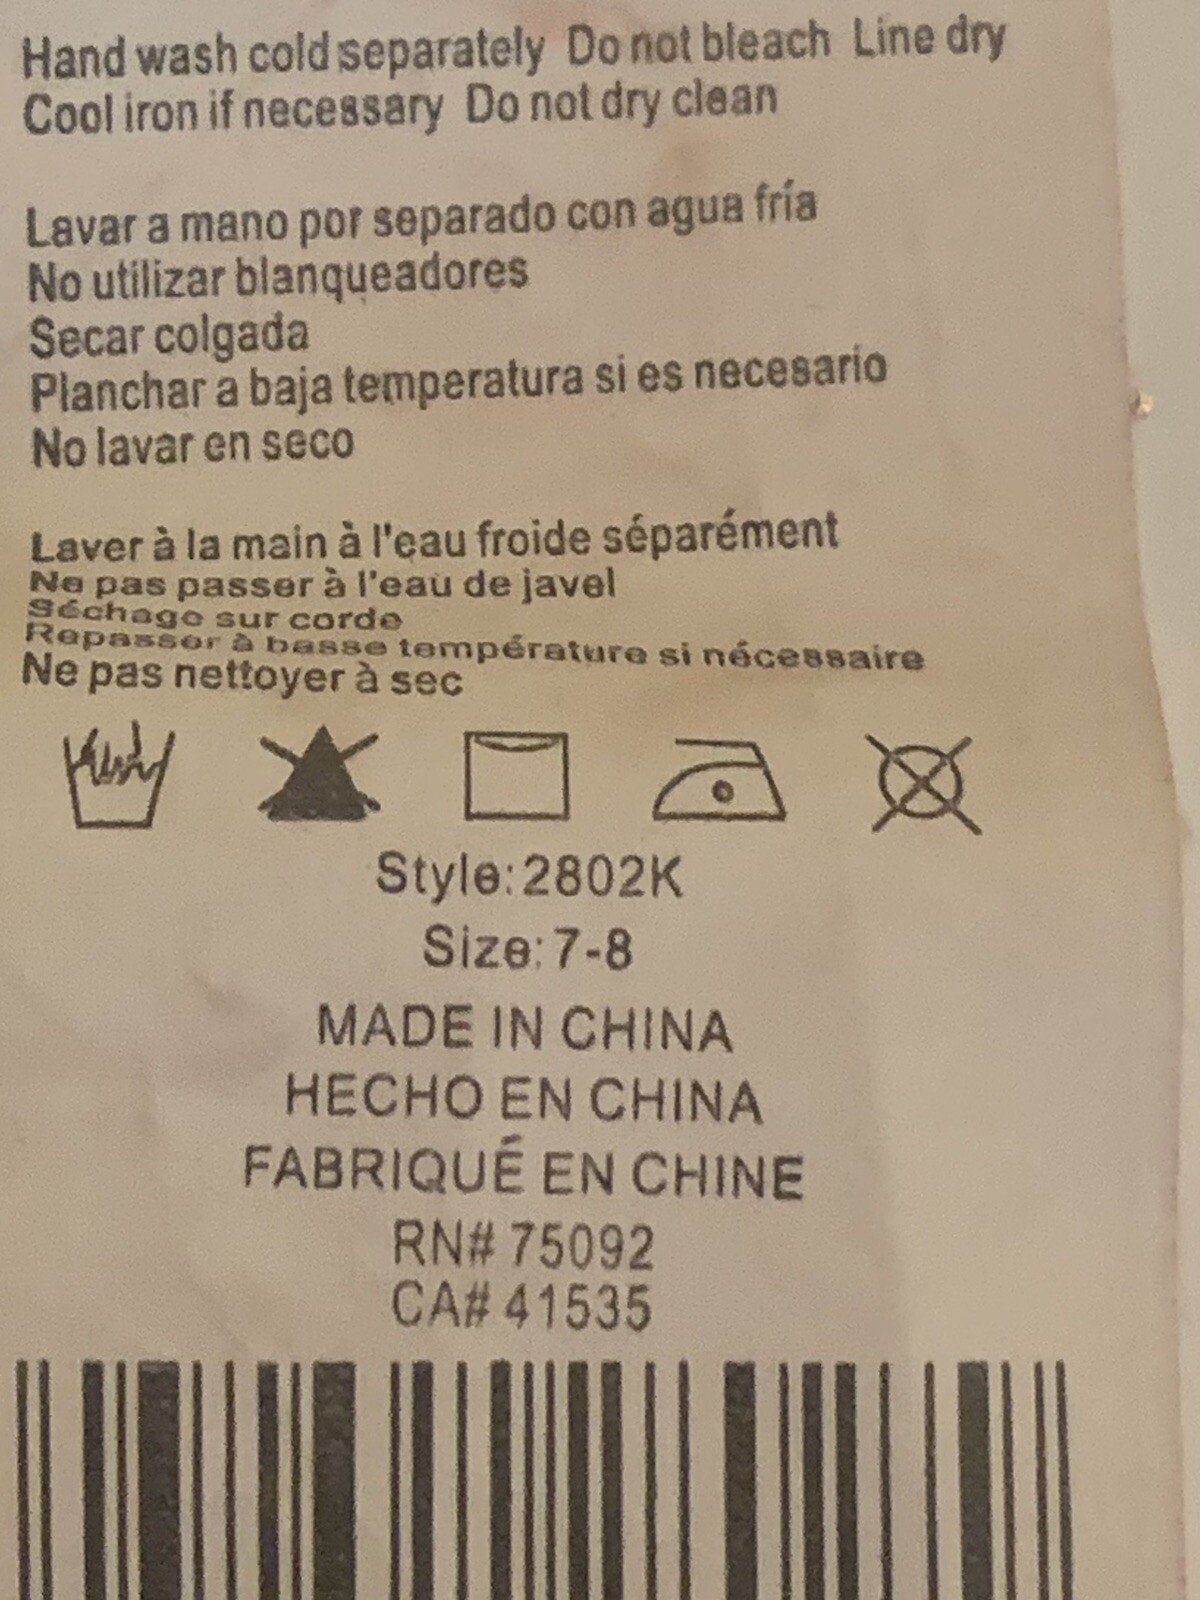 Hand wash cold separately Do not bleach Line dry
Cool iron if necessary Do not dry clean
Lavar a mano por separado con agua fría
No utilizar blanqueadores
Secar colgada
Planchar a baja temperatura si es necesario
No lavar en seco
Laver à la main à l'eau froide séparément
Ne pas passer à l'eau de javel
Séchage sur corde
Repasser à basse température si nécessaire
Ne pas nettoyer à sec
Style:2802K
Size:7-8
MADE IN CHINA
HECHO EN CHINA
FABRIQUÉ EN CHINE
RN# 75092
CA# 41535